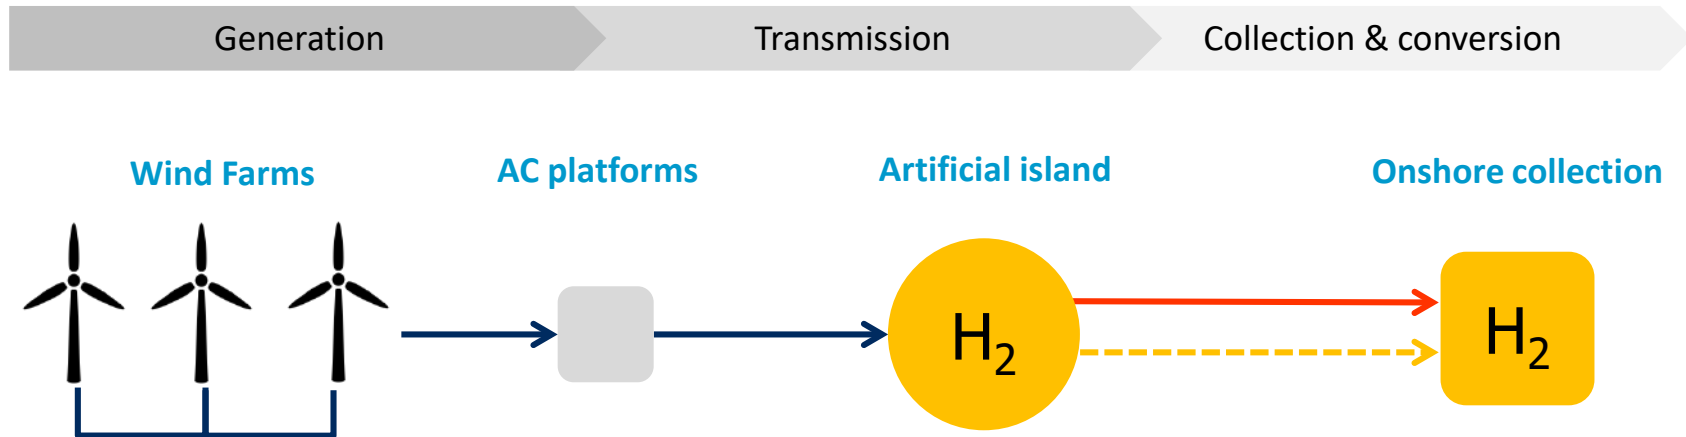 Generation
Transmission
Collection & conversion
Wind Farms
AC platforms
Artificial island
Onshore collection
H₂
H₂